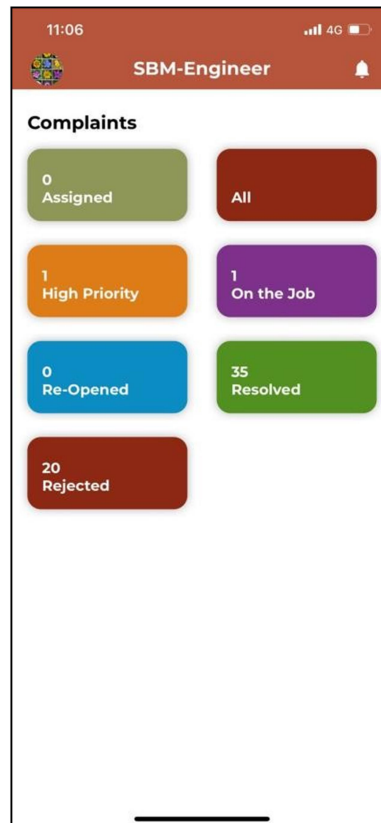 11:06
4G
SBM-Engineer
Complaints
0
Assigned
All
1
High Priority
1
On the Job
0
Re-Opened
35
Resolved
20
Rejected